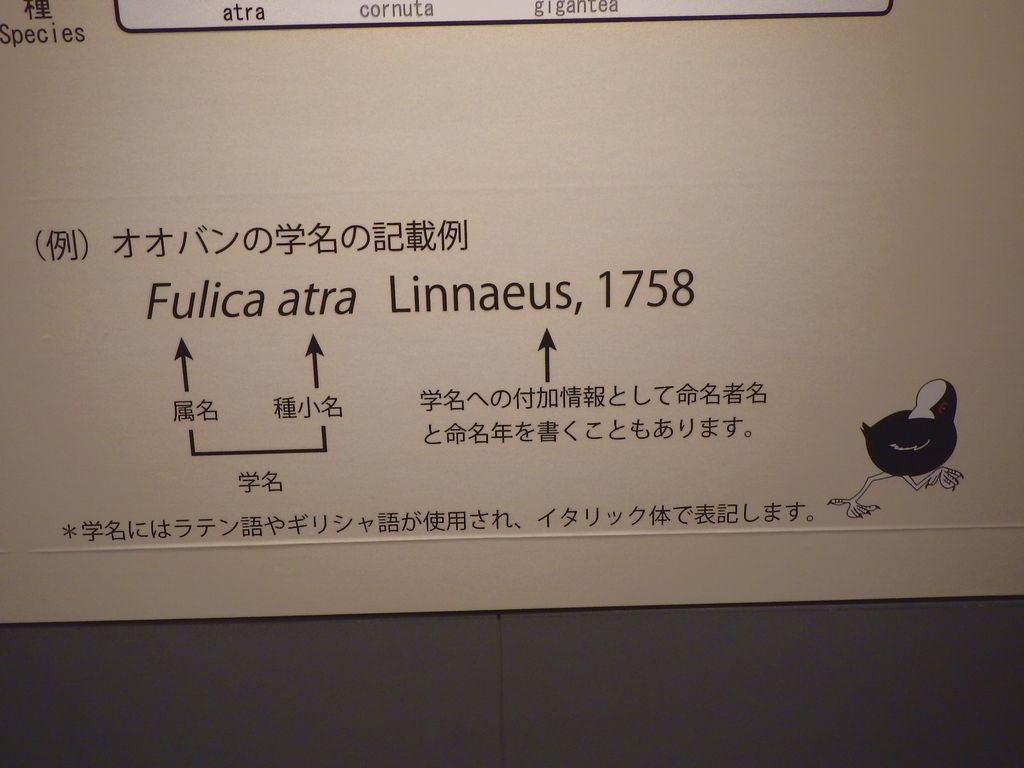 種
Species
atra cornuta gigantea
（例）オオバンの学名の記載例
Fulica atra Linnaeus, 1758
属名 種小名
学名
学名への付加情報として命名者名
と命名年を書くこともあります。
＊学名にはラテン語やギリシャ語が使用され、イタリック体で表記します。